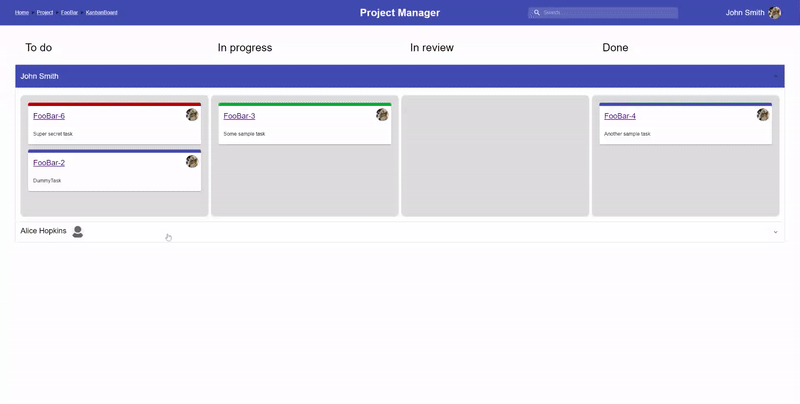 Home > Project > FooBar > KanbanBoard
Project Manager
Search...
John Smith
To do
In progress
In review
Done
John Smith
FooBar-6
Super secret task
FooBar-2
DummyTask
FooBar-3
Some sample task
FooBar-4
Another sample task
Alice Hopkins